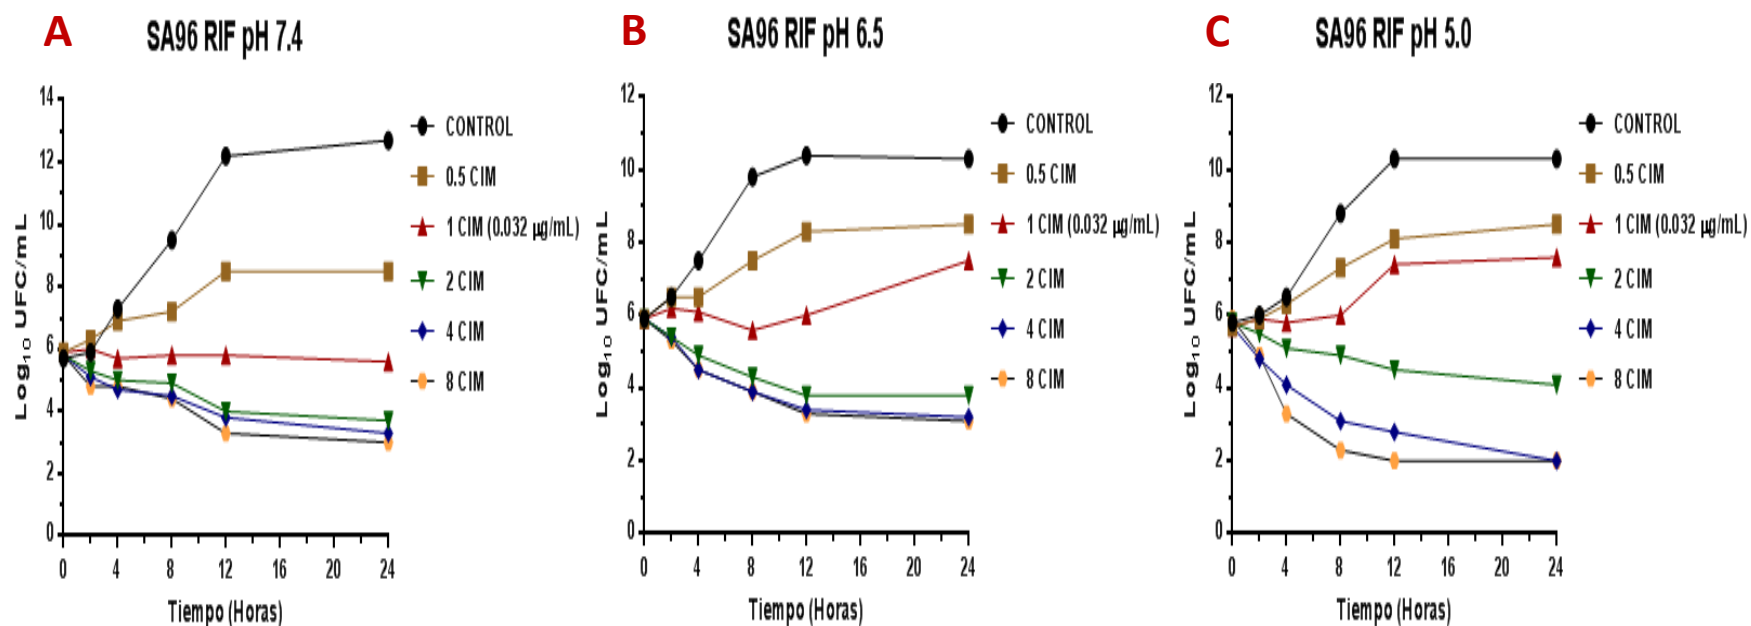 A
SA96 RIF pH 7.4
14
12
10
8
6
4
2
0
Log₁₀ UFC/mL
0
4
8
12
16
20
24
Tiempo (Horas)
CONTROL
0.5 CIM
1 CIM (0.032 µg/mL)
2 CIM
4 CIM
8 CIM
B
SA96 RIF pH 6.5
12
10
8
6
4
2
0
Log₁₀ UFC/mL
0
4
8
12
16
20
24
Tiempo (Horas)
CONTROL
0.5 CIM
1 CIM (0.032 µg/mL)
2 CIM
4 CIM
8 CIM
C
SA96 RIF pH 5.0
12
10
8
6
4
2
0
Log₁₀ UFC/mL
0
4
8
12
16
20
24
Tiempo (Horas)
CONTROL
0.5 CIM
1 CIM (0.032 µg/mL)
2 CIM
4 CIM
8 CIM